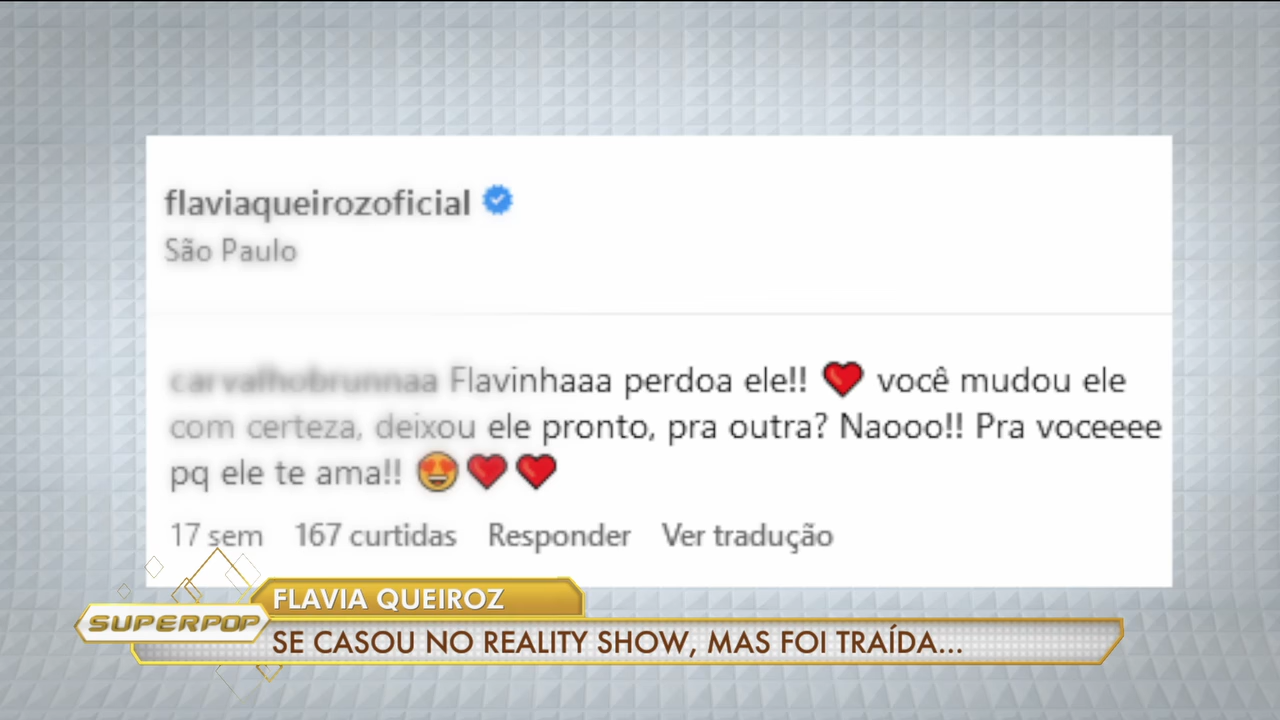 flaviaqueirozoficial
São Paulo
Flavinhaaa perdoa ele!! ❤️ você mudou ele
com certeza, deixou ele pronto, pra outra? Naooo!! Pra voceeee
pq ele te ama!! 😍❤️❤️
17 sem 167 curtidas Responder Ver tradução
FLAVIA QUEIROZ
SUPERPOP
SE CASOU NO REALITY SHOW, MAS FOI TRAÍDA...